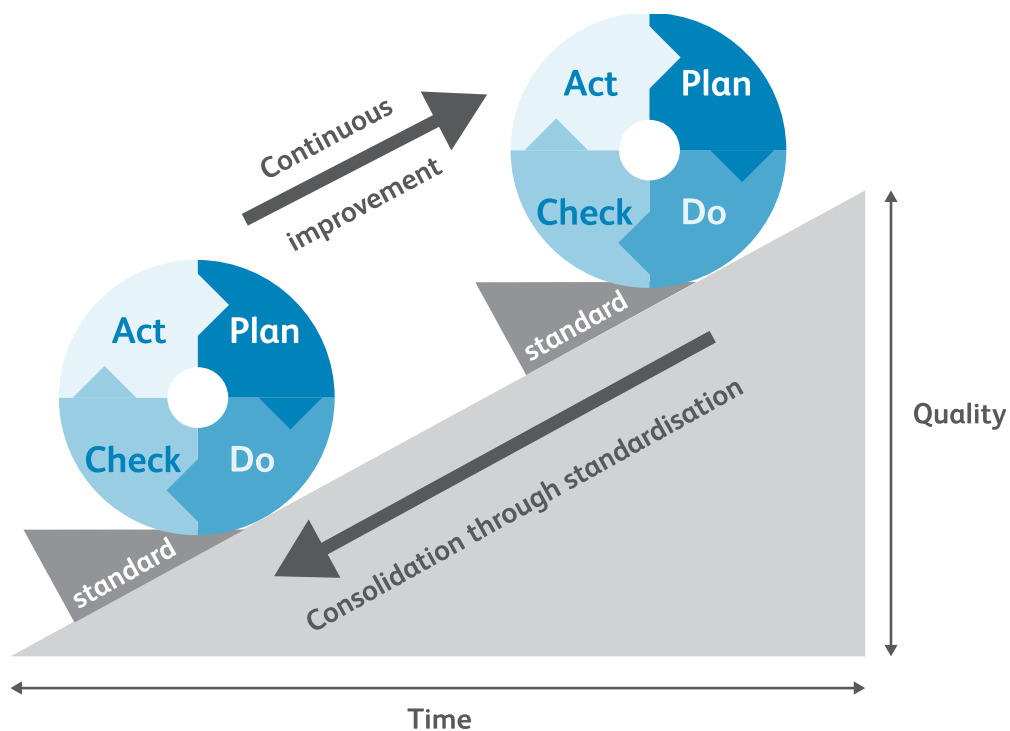 Act
Plan
Check
Do
Continuous
improvement
standard
Act
Plan
Check
Do
standard
Consolidation through standardisation
Quality
Time